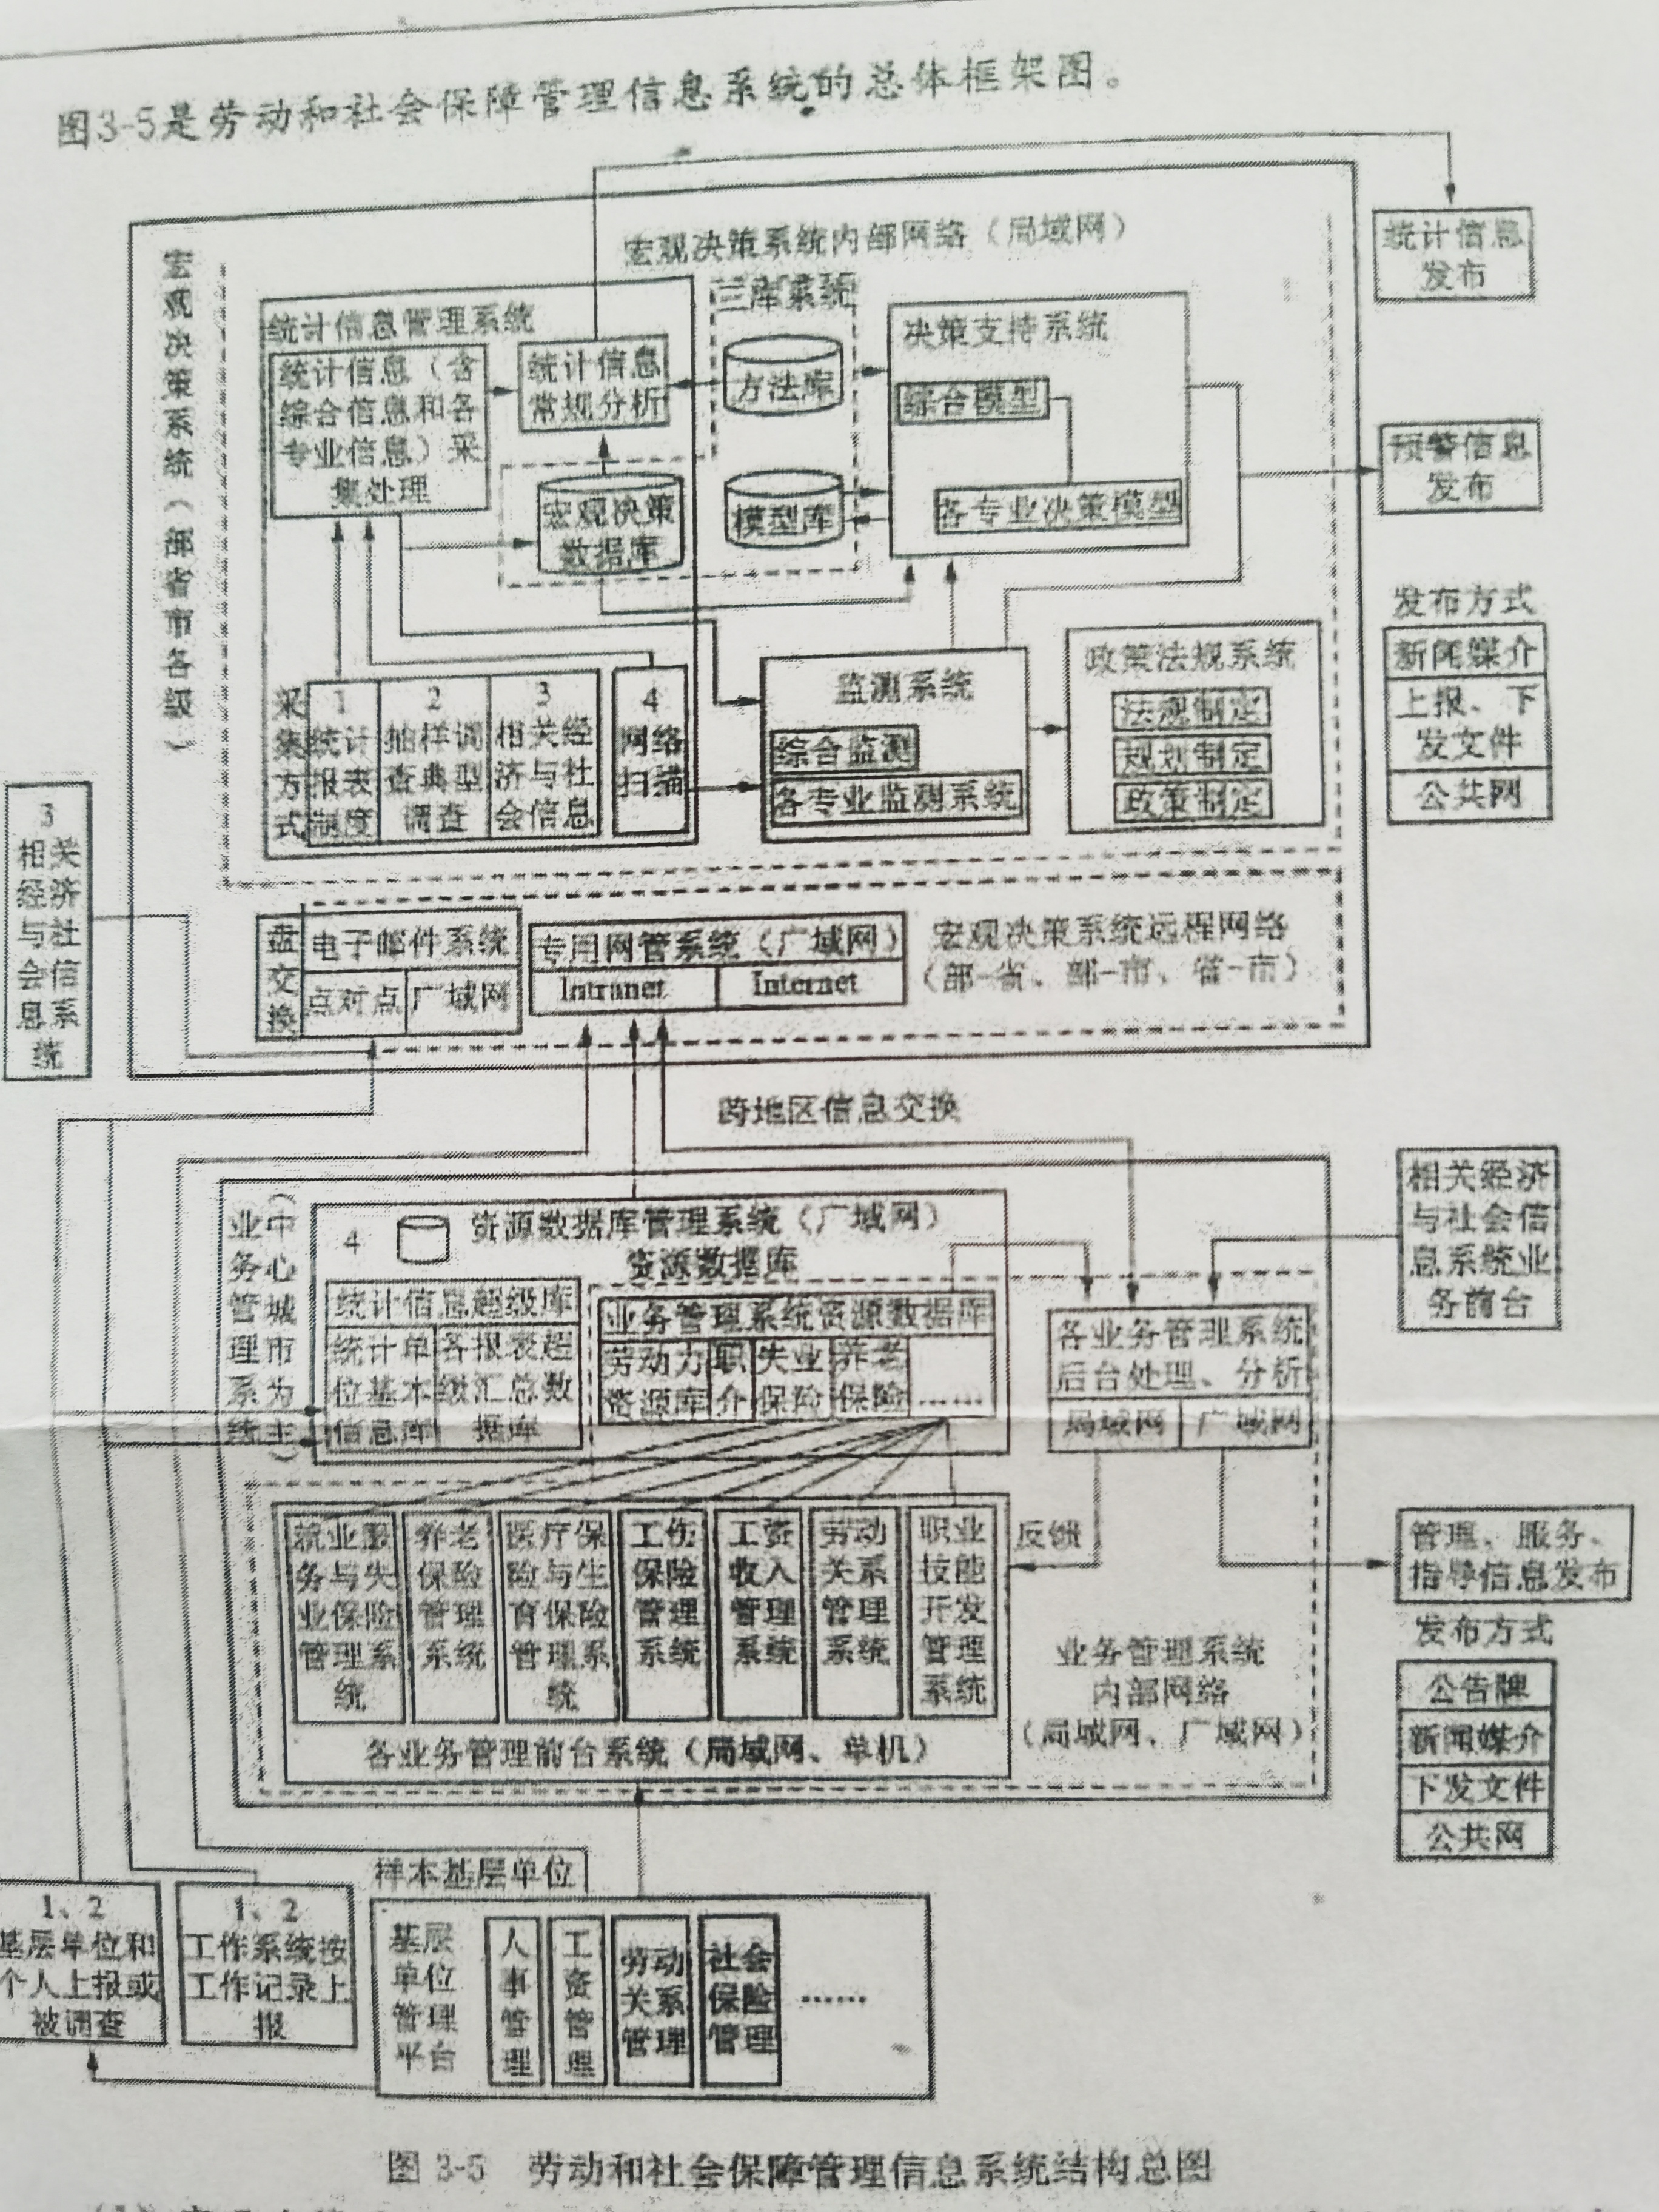 图3-5是劳动和社会保障管理信息系统的总体框架图。
宏观决策系统（部省市各级）
宏观决策系统内部网络（局域网）
统计信息
发布
统计信息管理系统
统计信息（含
综合信息和各
专业信息）采
集处理
统计信息
常规分析
三库系统
方法库
宏观决策
数据库
模型库
决策支持系统
综合模型
各专业决策模型
预警信息
发布
发布方式
新闻媒介
上报、下
发文件
公共网
采集方式
1
统计
报表
制度
2
抽样调
查典型
调查
3
相关经
济与社
会信息
4
网络
扫描
监测系统
综合监测
各专业监测系统
政策法规系统
法规制定
规划制定
政策制定
3
相关
经济
与社
会信
息系
统
盘交换
电子邮件系统
点对点
广域网
专用网管系统（广域网）
Intranet
Internet
宏观决策系统远程网络
（部-省、部-市、省-市）
跨地区信息交换
业务管理系统
（中心城市为主）
4
资源数据库管理系统（广域网）
资源数据库
统计信息超级库
统计单
位基本
信息库
各报表超
级汇总数
据库
业务管理系统资源数据库
劳动力
资源库
职
介
失业
保险
养老
保险
……
各业务管理系统
后台处理、分析
局域网
广域网
相关经济
与社会信
息系统业
务前台
就业服
务与失
业保险
管理系
统
养老
保险
管理
系统
医疗保
险与生
育保险
管理系
统
工伤
保险
管理
系统
工资
收入
管理
系统
劳动
关系
管理
系统
职业
技能
开发
管理
系统
反馈
各业务管理前台系统（局域网、单机）
业务管理系统
内部网络
（局域网、广域网）
管理、服务、
指导信息发布
发布方式
公告牌
新闻媒介
下发文件
公共网
样本基层单位
1、2
基层单位和
个人上报或
被调查
1、2
工作系统按
工作记录上
报
基层
单位
管理
平台
人事管理
工资管理
劳动
关系
管理
社会
保险
管理
……
图 3-5 劳动和社会保障管理信息系统结构总图